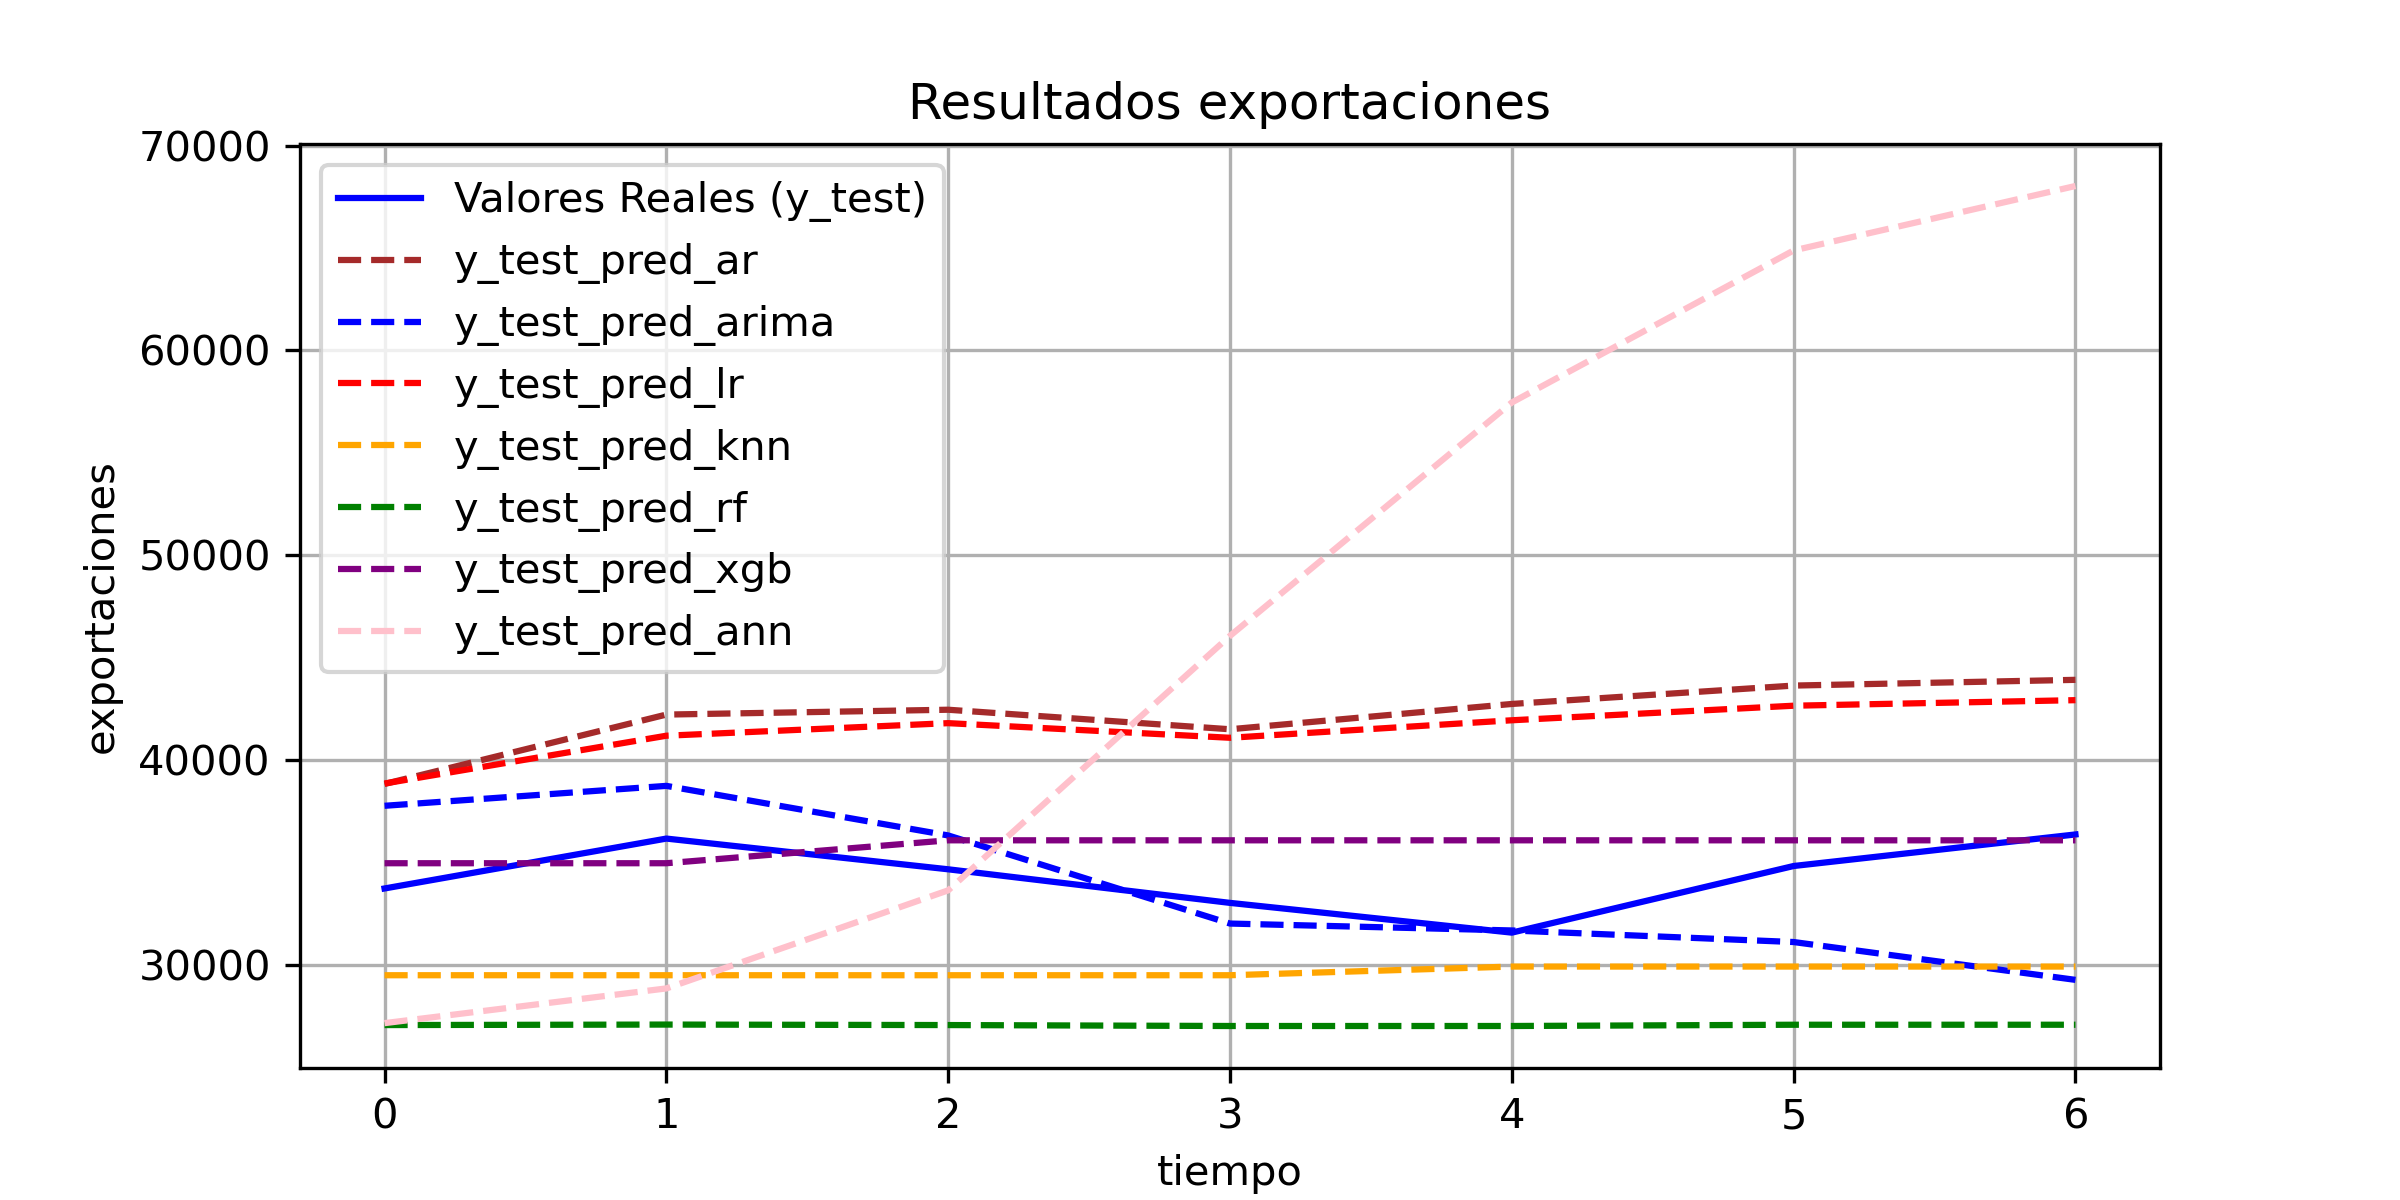 Resultados exportaciones
70000
60000
50000
40000
30000
exportaciones
Valores Reales (y_test)
y_test_pred_ar
y_test_pred_arima
y_test_pred_lr
y_test_pred_knn
y_test_pred_rf
y_test_pred_xgb
y_test_pred_ann
0 1 2 3 4 5 6
tiempo